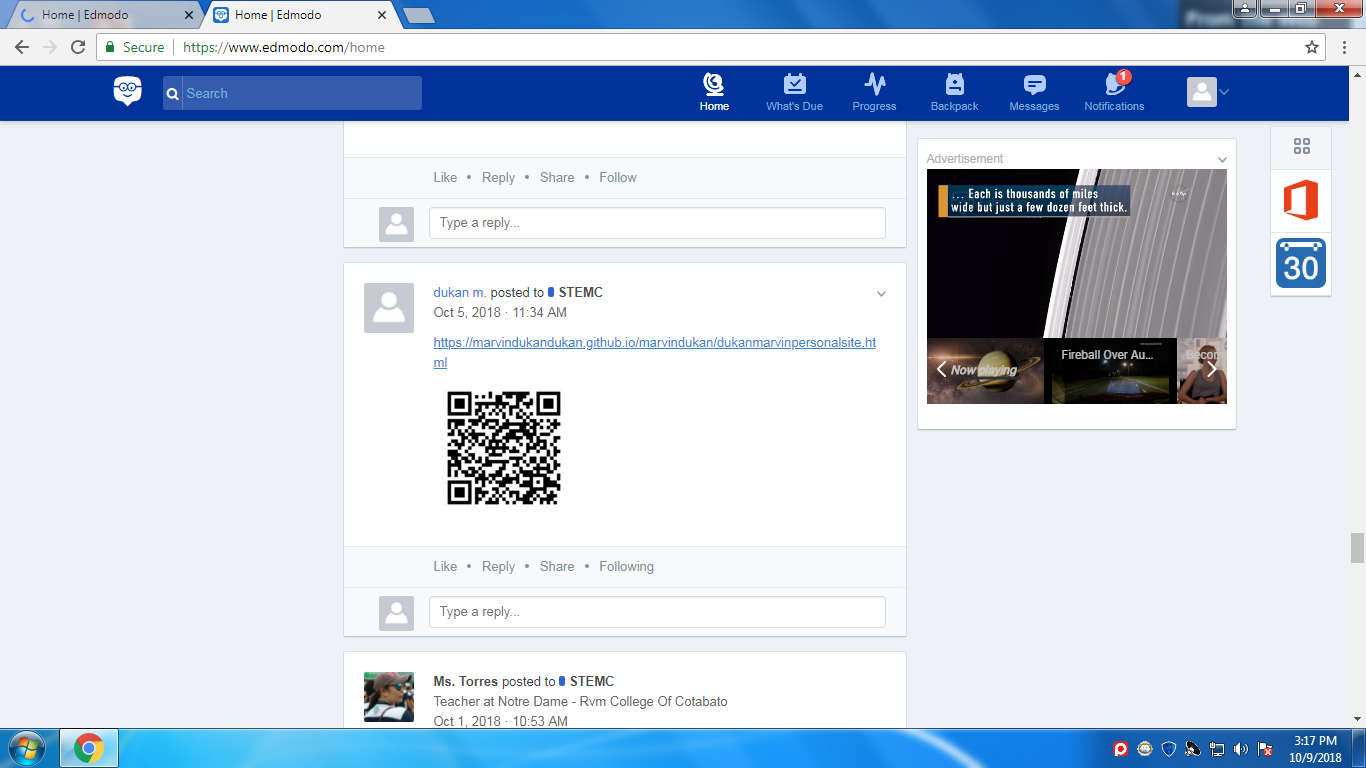 Home | Edmodo
Home | Edmodo
Secure
https://www.edmodo.com/home
Search
Home
What's Due
Progress
Backpack
Messages
1
Notifications
Like • Reply • Share • Follow
Type a reply...
dukan m. posted to STEMC
Oct 5, 2018 · 11:34 AM
https://marvindukandukan.github.io/marvindukan/dukanmarvinpersonalsite.ht
ml
Like • Reply • Share • Following
Type a reply...
Ms. Torres posted to STEMC
Teacher at Notre Dame - Rvm College Of Cotabato
Oct 1, 2018 · 10:53 AM
Advertisement
... Each is thousands of miles
wide but just a few dozen feet thick.
Now playing
Fireball Over Au...
Becom
30
3:17 PM
10/9/2018